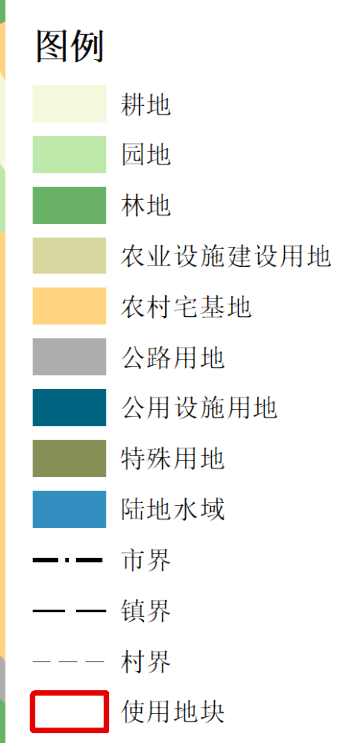 图例
耕地
园地
林地
农业设施建设用地
农村宅基地
公路用地
公用设施用地
特殊用地
陆地水域
市界
镇界
村界
使用地块